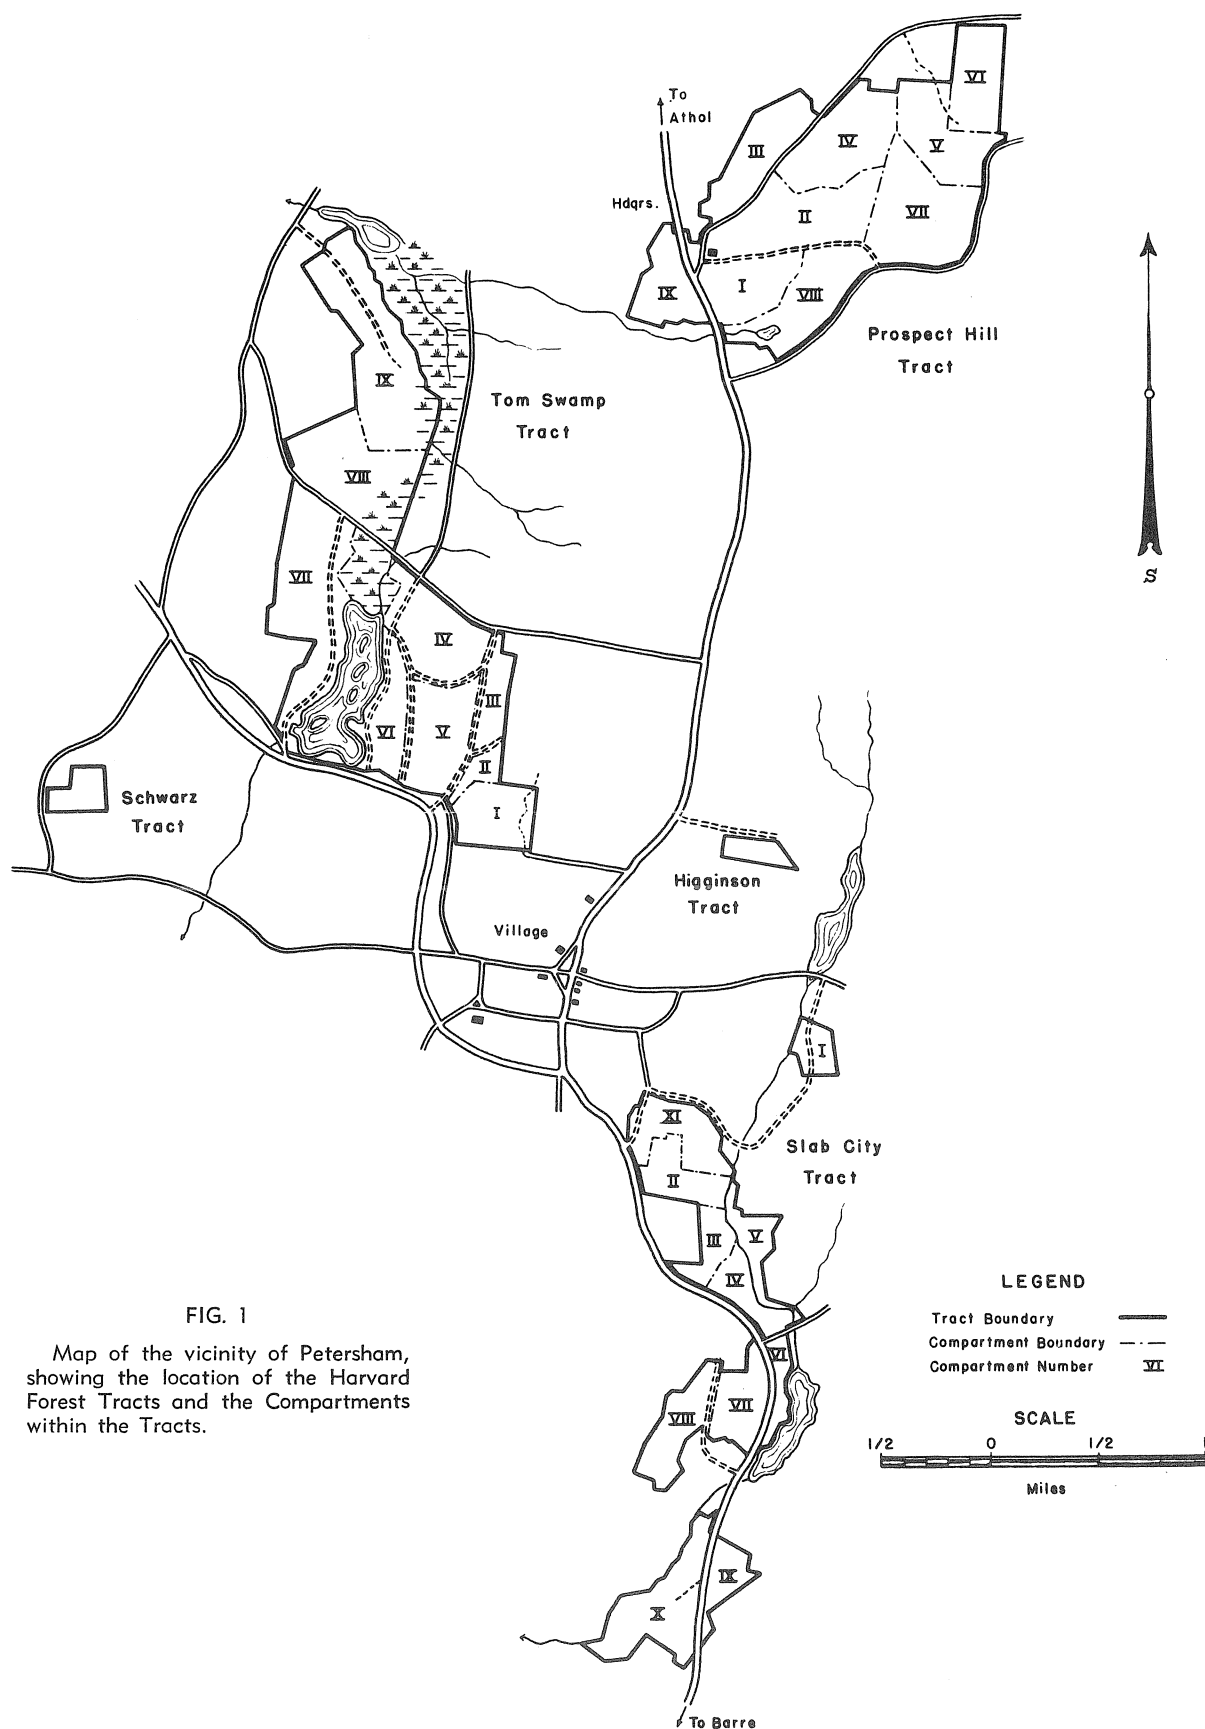 To
Athol
VI
III
IV
V
Hdqrs.
II
VII
IX
I
VIII
Prospect Hill
Tract
IX
Tom Swamp
Tract
VIII
VII
IV
III
VI
V
II
I
S
Schwarz
Tract
Higginson
Tract
Village
I
XI
Slab City
Tract
II
III
V
IV
VI
VII
VIII
IX
X
To Barre
FIG. 1
Map of the vicinity of Petersham,
showing the location of the Harvard
Forest Tracts and the Compartments
within the Tracts.
LEGEND
Tract Boundary
Compartment Boundary
Compartment Number VI
SCALE
1/2 0 1/2 1
Miles